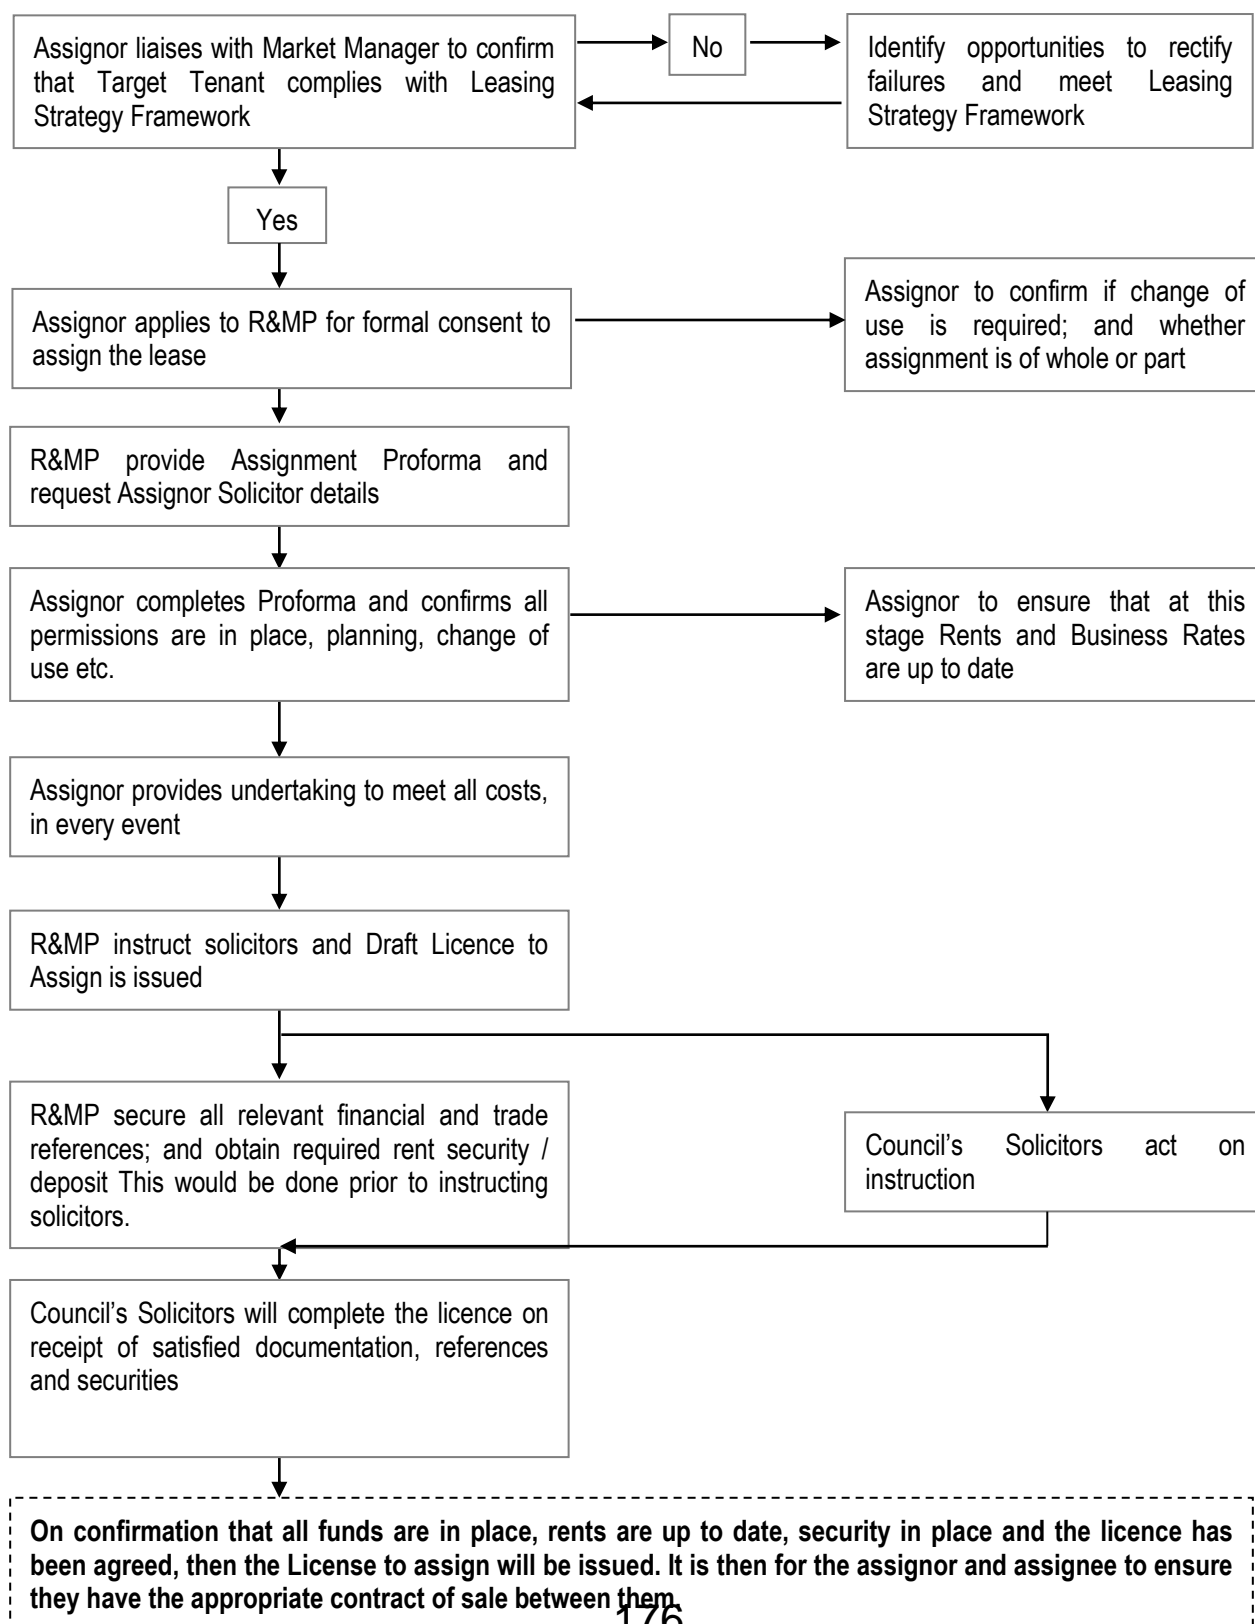 Assignor liaises with Market Manager to confirm
that Target Tenant complies with Leasing
Strategy Framework
No
Identify opportunities to rectify
failures and meet Leasing
Strategy Framework
Yes
Assignor applies to R&MP for formal consent to
assign the lease
Assignor to confirm if change of
use is required; and whether
assignment is of whole or part
R&MP provide Assignment Proforma and
request Assignor Solicitor details
Assignor completes Proforma and confirms all
permissions are in place, planning, change of
use etc.
Assignor to ensure that at this
stage Rents and Business Rates
are up to date
Assignor provides undertaking to meet all costs,
in every event
R&MP instruct solicitors and Draft Licence to
Assign is issued
R&MP secure all relevant financial and trade
references; and obtain required rent security /
deposit This would be done prior to instructing
solicitors.
Council's Solicitors act on
instruction
Council's Solicitors will complete the licence on
receipt of satisfied documentation, references
and securities
On confirmation that all funds are in place, rents are up to date, security in place and the licence has
been agreed, then the License to assign will be issued. It is then for the assignor and assignee to ensure
they have the appropriate contract of sale between them.
176